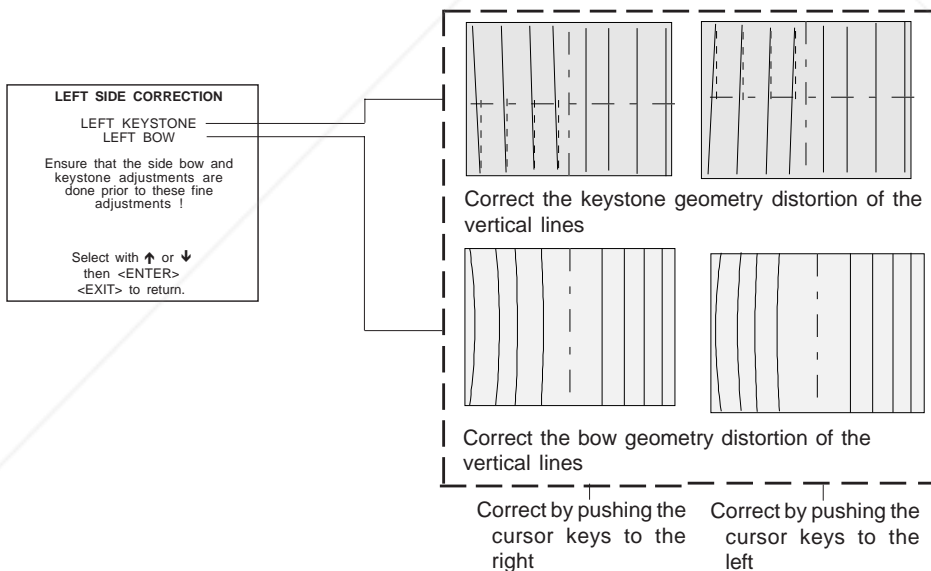 LEFT SIDE CORRECTION
LEFT KEYSTONE
LEFT BOW
Ensure that the side bow and
keystone adjustments are
done prior to these fine
adjustments !
Select with ↑ or ↓
then <ENTER>
<EXIT> to return.
Correct the keystone geometry distortion of the
vertical lines
Correct the bow geometry distortion of the
vertical lines
Correct by pushing the
cursor keys to the
right
Correct by pushing the
cursor keys to the
left